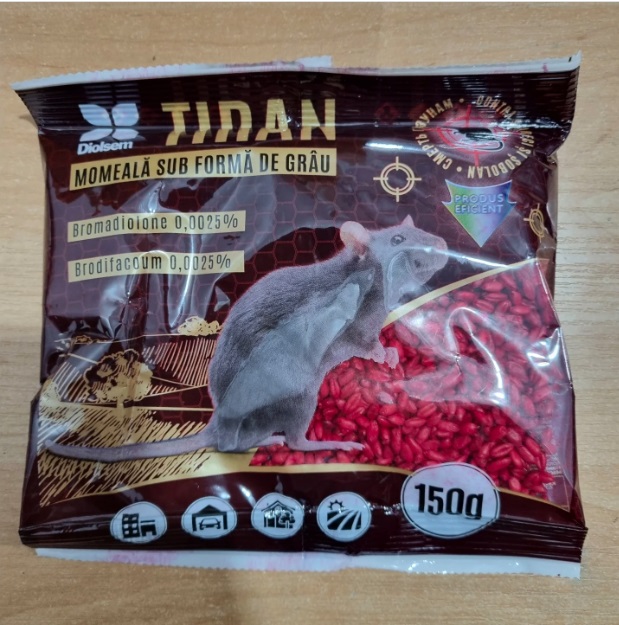 TIDAN
Diolsem
MOMEALĂ SUB FORMĂ DE GRÂU
PRODUS
EFICIENT
Bromadiolone 0,0025%
Brodifacoum 0,0025%
150g